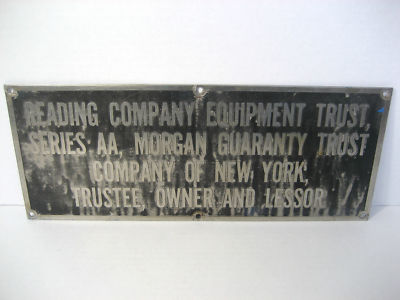 READING COMPANY EQUIPMENT TRUST,
SERIES AA, MORGAN GUARANTY TRUST
COMPANY OF NEW YORK,
TRUSTEE, OWNER AND LESSOR